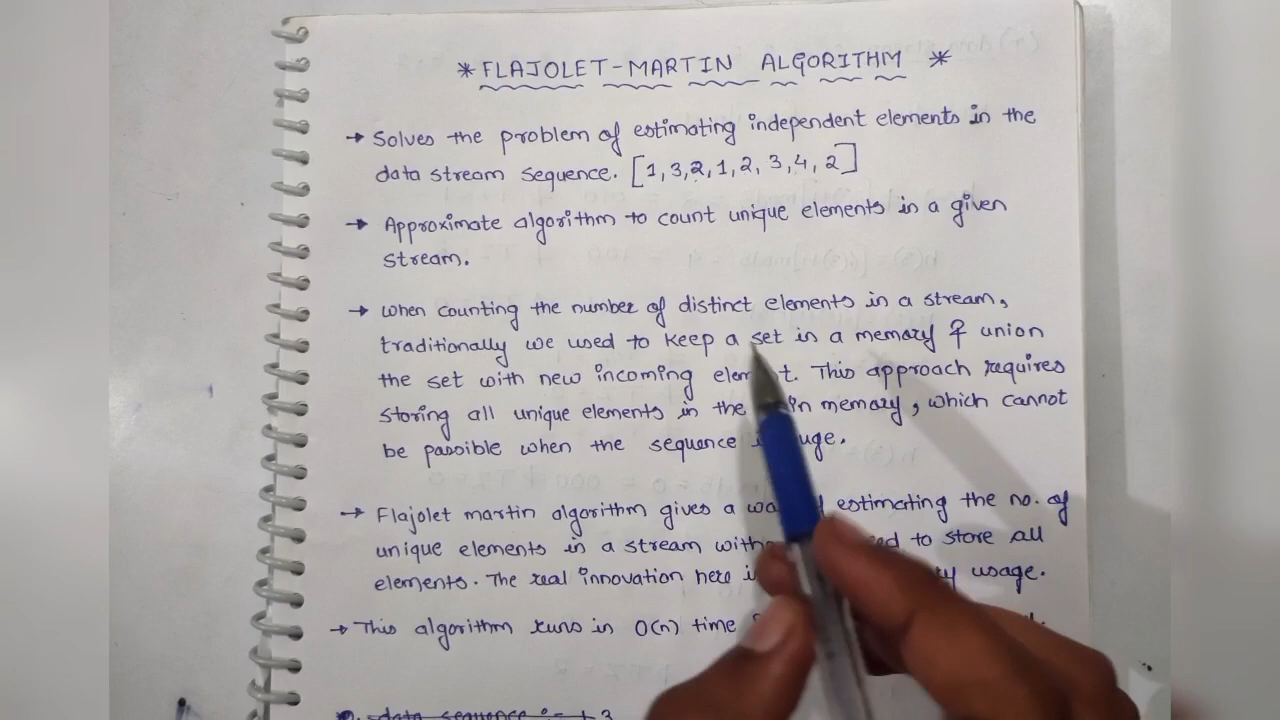 * FLAJOLET-MARTIN ALGORITHM *
→ Solves the problem of estimating independent elements in the
data stream sequence. [1, 3, 2, 1, 2, 3, 4, 2]
→ Approximate algorithm to count unique elements in a given
stream.
→ when counting the number of distinct elements in a stream,
traditionally we used to keep a set in a memory & union
the set with new incoming element. This approach requires
storing all unique elements in the in memory, which cannot
be possible when the sequence
→ Flajolet martin algorithm gives a estimating the no. of
unique elements in a stream to store all
elements. The real innovation here usage.
→ This algorithm runs in O(n) time
data sequence :- 1 3